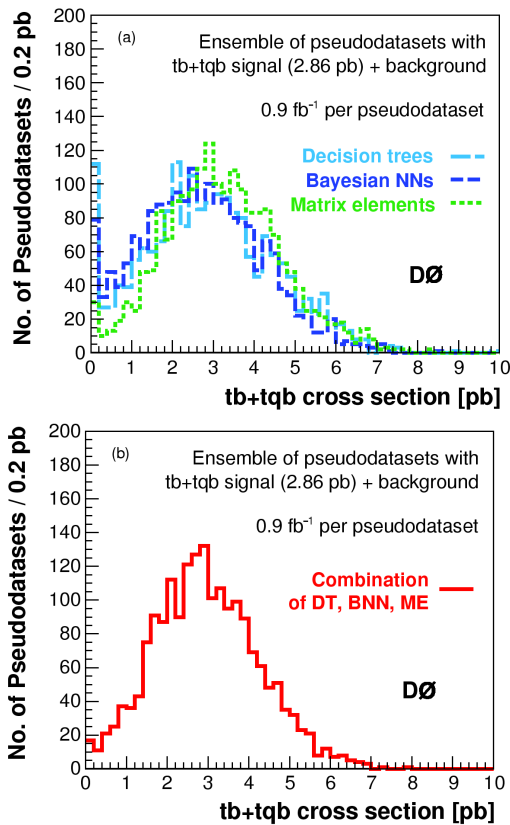 (a)
Ensemble of pseudodatasets with
tb+tqb signal (2.86 pb) + background
0.9 fb⁻¹ per pseudodataset
Decision trees
Bayesian NNs
Matrix elements
DØ
No. of Pseudodatasets / 0.2 pb
200
180
160
140
120
100
80
60
40
20
0
0 1 2 3 4 5 6 7 8 9 10
tb+tqb cross section [pb]
(b)
Ensemble of pseudodatasets with
tb+tqb signal (2.86 pb) + background
0.9 fb⁻¹ per pseudodataset
Combination
of DT, BNN, ME
DØ
No. of Pseudodatasets / 0.2 pb
200
180
160
140
120
100
80
60
40
20
0
0 1 2 3 4 5 6 7 8 9 10
tb+tqb cross section [pb]